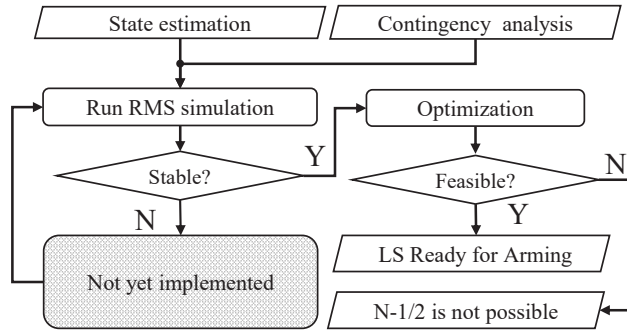 State estimation
Contingency analysis
Run RMS simulation
Optimization
Stable?
Y
Feasible?
N
N
Y
Not yet implemented
LS Ready for Arming
N-1/2 is not possible